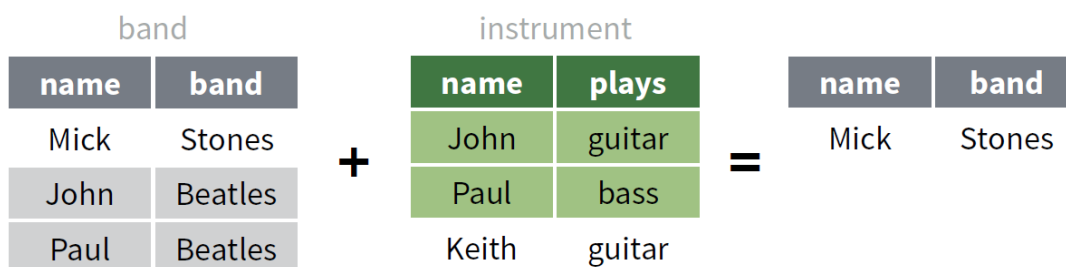 band instrument
name band name plays name band
Mick Stones John guitar Mick Stones
+ =
John Beatles Paul bass
Paul Beatles Keith guitar